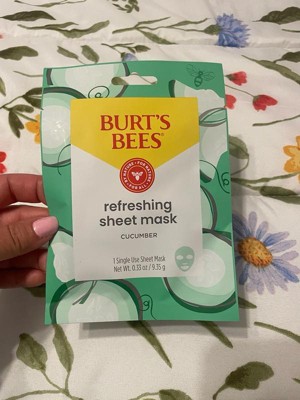 BURT'S
BEES®
refreshing
sheet mask
CUCUMBER
1 Single Use Sheet Mask
Net Wt. 0.33 oz / 9.35 g